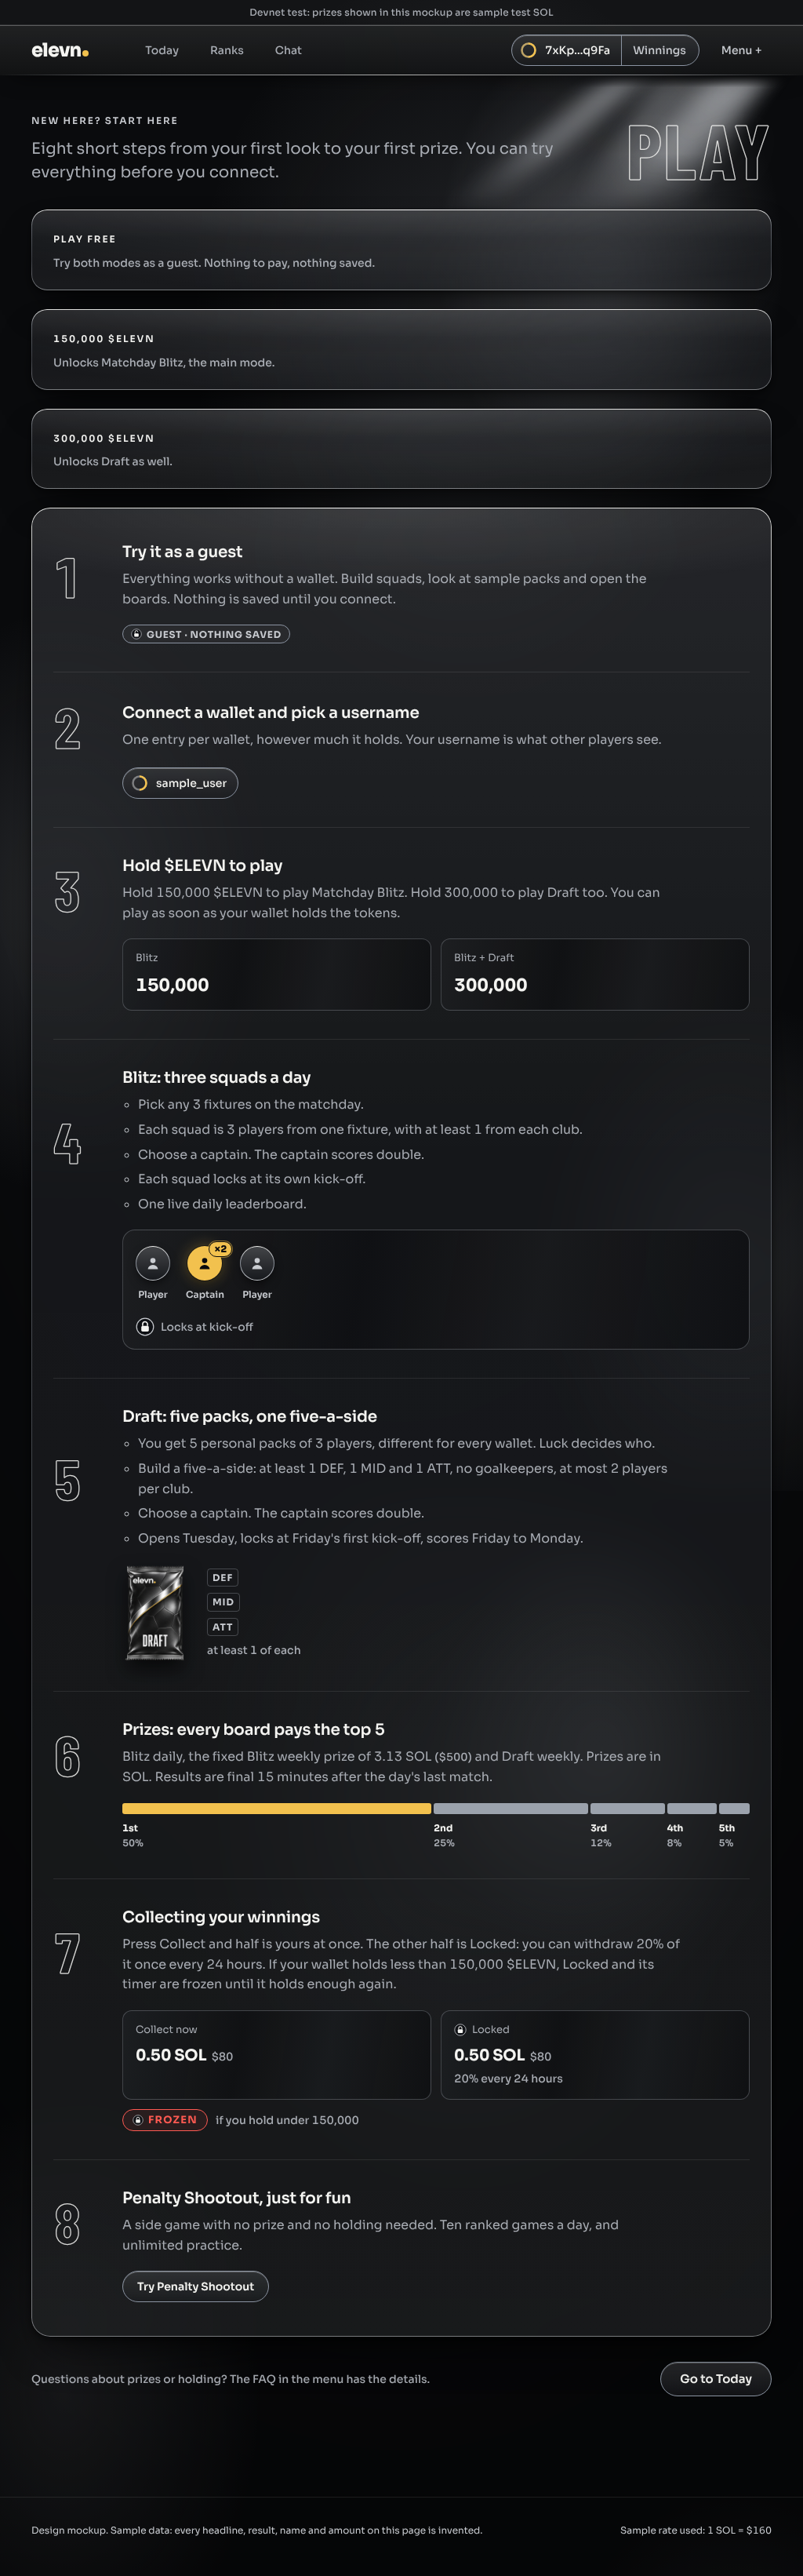 Devnet test: prizes shown in this mockup are sample test SOL
elevn.
Today
Ranks
Chat
7xKp...q9Fa
Winnings
Menu +
NEW HERE? START HERE
Eight short steps from your first look to your first prize. You can try
everything before you connect.
PLAY
PLAY FREE
Try both modes as a guest. Nothing to pay, nothing saved.
150,000 $ELEVN
Unlocks Matchday Blitz, the main mode.
300,000 $ELEVN
Unlocks Draft as well.
1
Try it as a guest
Everything works without a wallet. Build squads, look at sample packs and open the
boards. Nothing is saved until you connect.
GUEST · NOTHING SAVED
2
Connect a wallet and pick a username
One entry per wallet, however much it holds. Your username is what other players see.
sample_user
3
Hold $ELEVN to play
Hold 150,000 $ELEVN to play Matchday Blitz. Hold 300,000 to play Draft too. You can
play as soon as your wallet holds the tokens.
Blitz
150,000
Blitz + Draft
300,000
4
Blitz: three squads a day
Pick any 3 fixtures on the matchday.
Each squad is 3 players from one fixture, with at least 1 from each club.
Choose a captain. The captain scores double.
Each squad locks at its own kick-off.
One live daily leaderboard.
×2
Player
Captain
Player
Locks at kick-off
5
Draft: five packs, one five-a-side
You get 5 personal packs of 3 players, different for every wallet. Luck decides who.
Build a five-a-side: at least 1 DEF, 1 MID and 1 ATT, no goalkeepers, at most 2 players
per club.
Choose a captain. The captain scores double.
Opens Tuesday, locks at Friday's first kick-off, scores Friday to Monday.
elevn.
DRAFT
DEF
MID
ATT
at least 1 of each
6
Prizes: every board pays the top 5
Blitz daily, the fixed Blitz weekly prize of 3.13 SOL ($500) and Draft weekly. Prizes are in
SOL. Results are final 15 minutes after the day's last match.
1st
50%
2nd
25%
3rd
12%
4th
8%
5th
5%
7
Collecting your winnings
Press Collect and half is yours at once. The other half is Locked: you can withdraw 20% of
it once every 24 hours. If your wallet holds less than 150,000 $ELEVN, Locked and its
timer are frozen until it holds enough again.
Collect now
0.50 SOL $80
Locked
0.50 SOL $80
20% every 24 hours
FROZEN
if you hold under 150,000
8
Penalty Shootout, just for fun
A side game with no prize and no holding needed. Ten ranked games a day, and
unlimited practice.
Try Penalty Shootout
Questions about prizes or holding? The FAQ in the menu has the details.
Go to Today
Design mockup. Sample data: every headline, result, name and amount on this page is invented.
Sample rate used: 1 SOL = $160